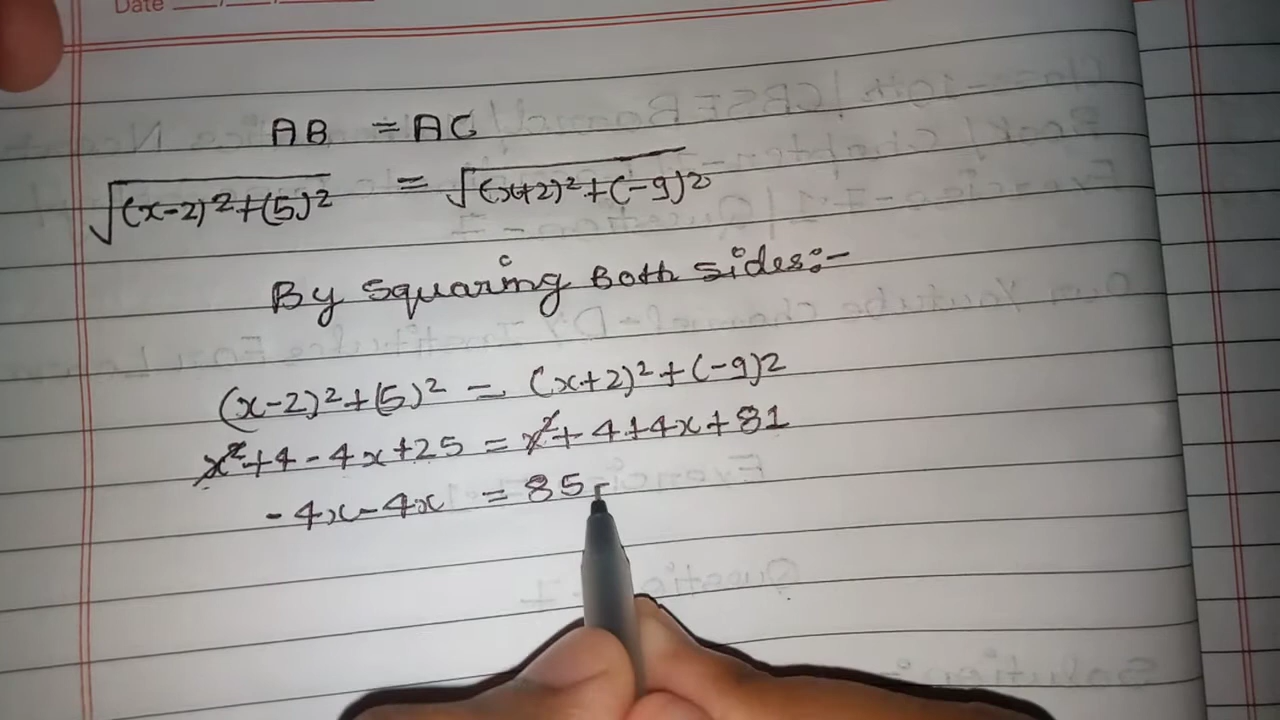 Date
AB = AC
√(x-2)²+(5)² = √(x+2)²+(-9)²
By Squaring Both sides:-
(x-2)²+(5)² = (x+2)²+(-9)2
x²+4-4x+25 = x²+4+4x+81
-4x-4x = 85-